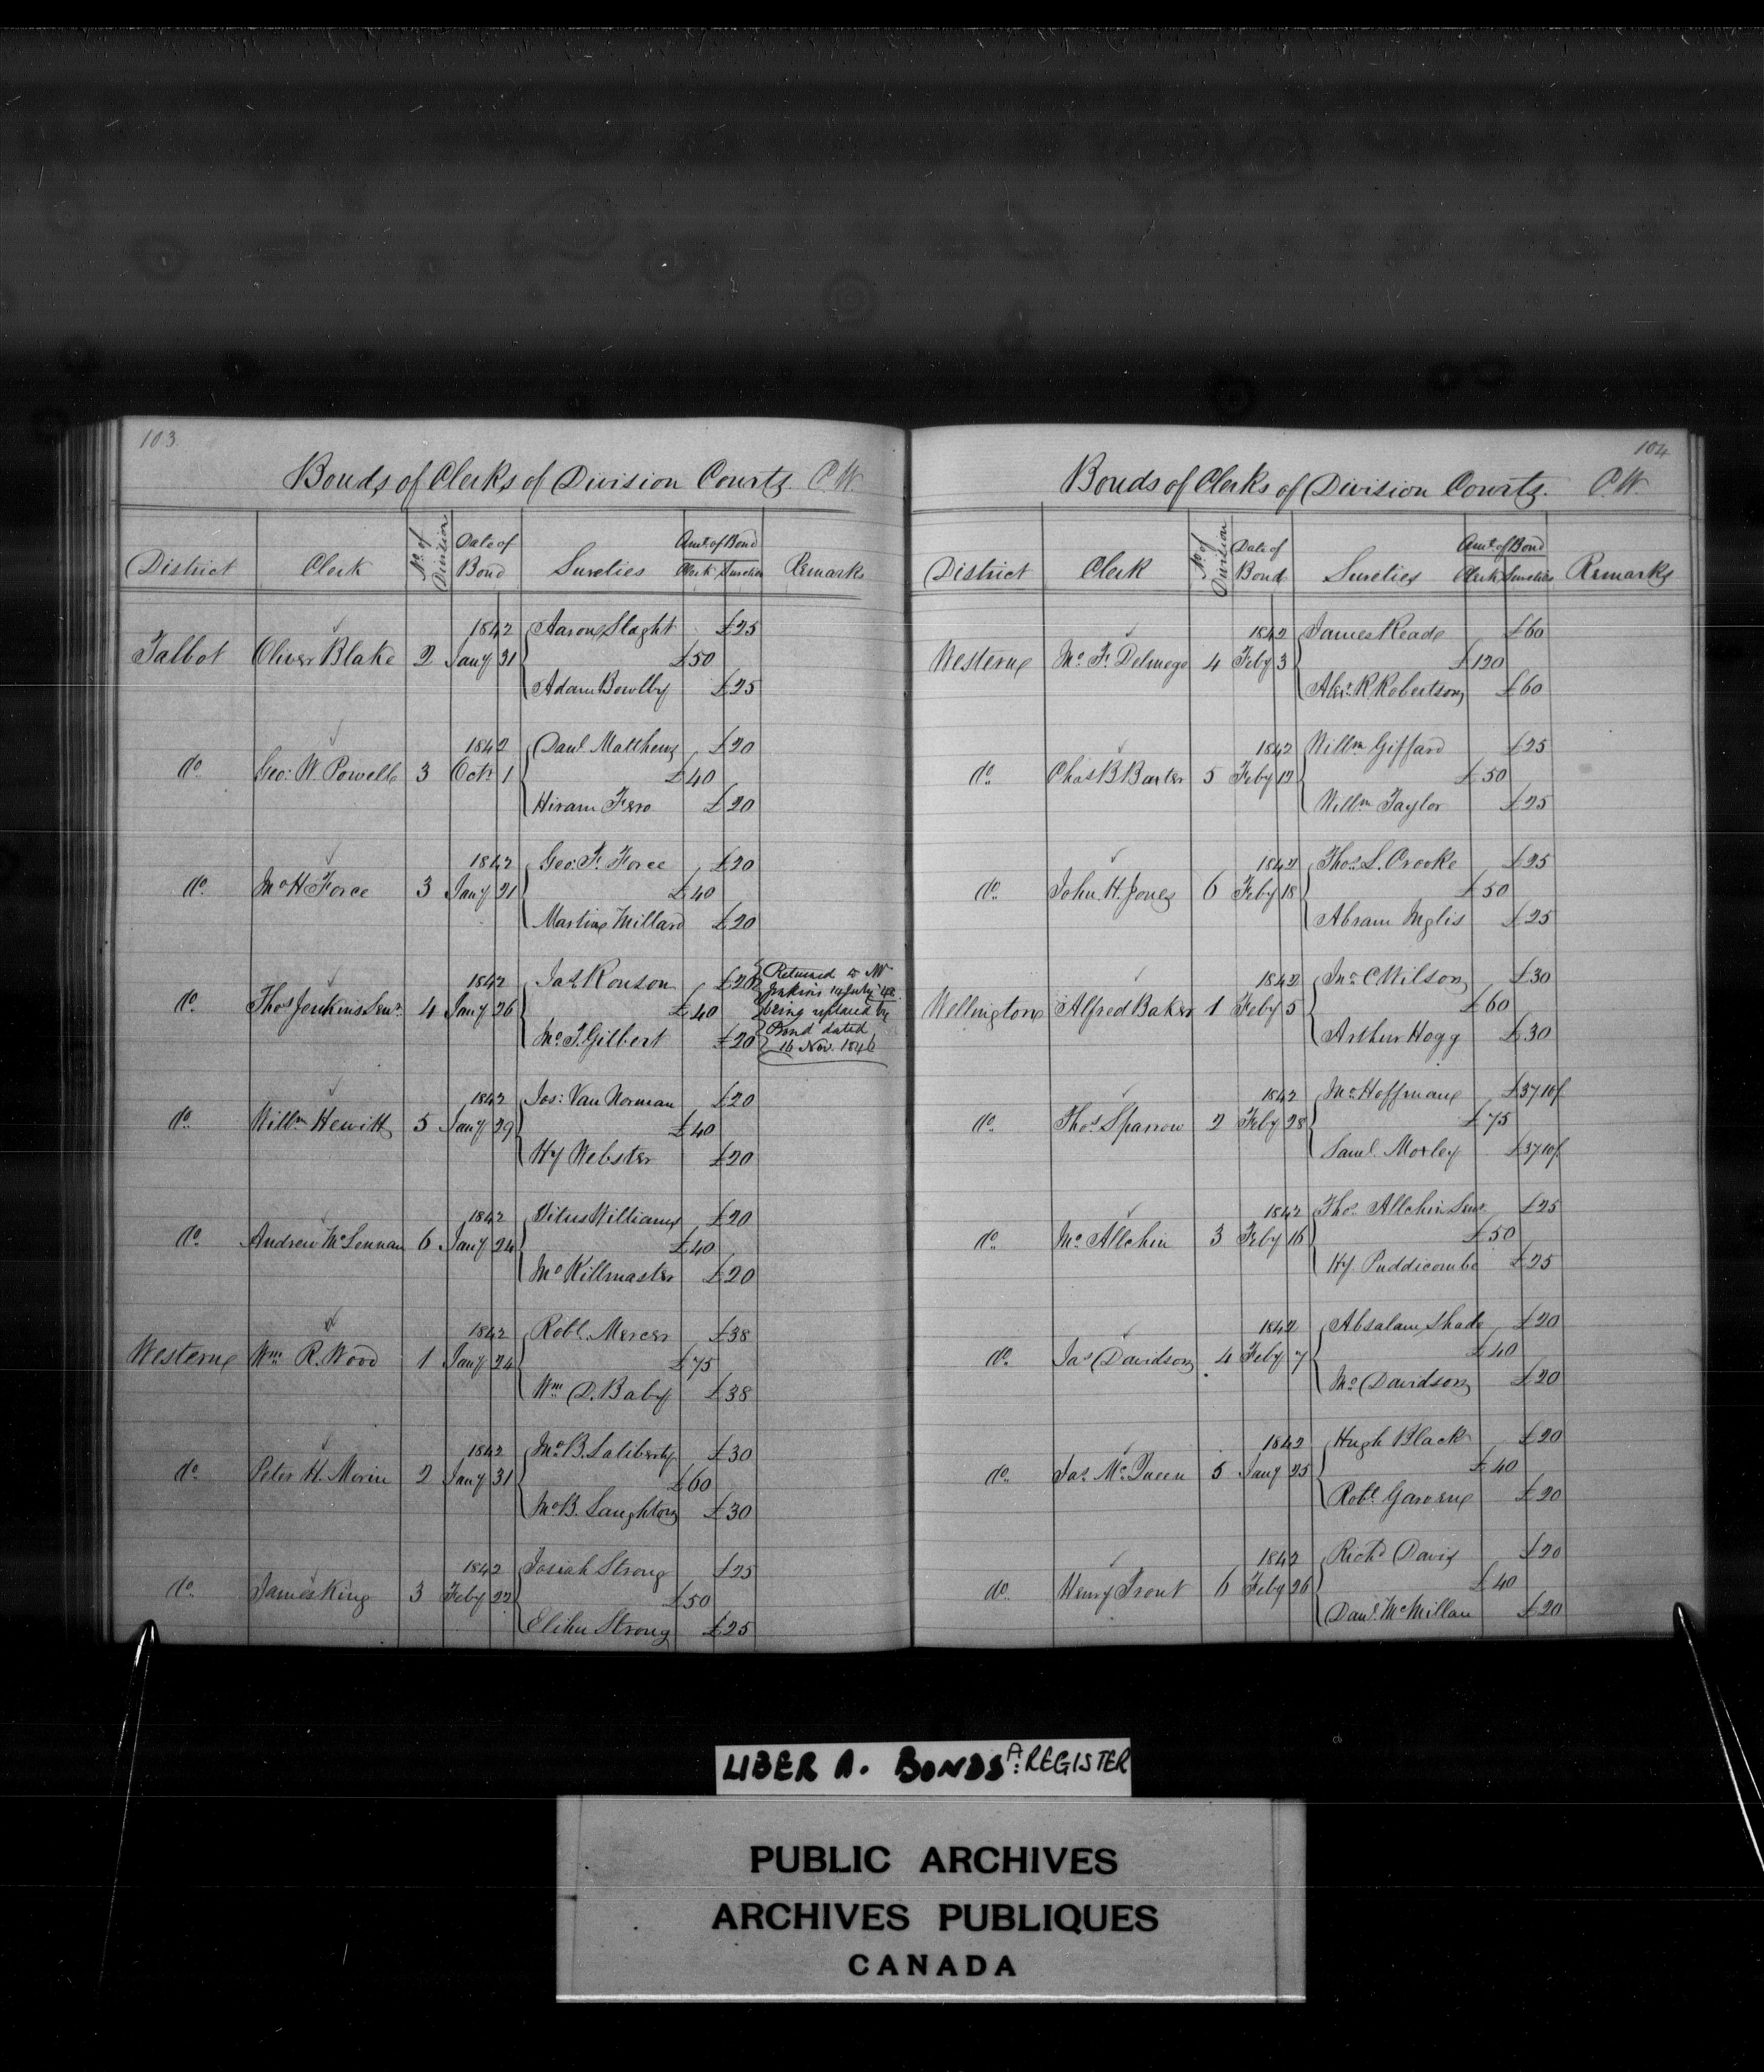 103.
Bonds of Clerks of Division Courts. C.W.
District Clerk No. of Division Date of Bond Sureties Amt. of Bond Clerk Sureties Remarks
1842 Aaron Slaght £25
Talbot Oliver Blake 2 Jany 31 £50
Adam Bowlby £25
1842 Danl Matthews £20
do. Geo: W. Powell 3 Octr 1 £40
Hiram Fero £20
1842 Geo: F. Force £20
do. Jno H. Force 3 Jany 21 £40
Martin Millard £20
1842 Jas Ronson £20 Returned to Mr
Jenkins 14 July 
do. Thos Jenkins Senr. 4 Jany 26 £40 being replaced by
Jno. T. Gilbert £20 Bond dated
16 Nov. 1846
1842 Jos: Van Norman £20
do. Willm Hewitt 5 Jany 29 £40
Hy Webster £20
1842 Titus Williams £20
do. Andrew McLennan 6 Jany 24 £40
Jno Killmaster £20
1842 Robt. Mercer £38
Western Wm R. Wood 1 Jany 24 £75
Wm D. Baby £38
1842 Jno B. Laliberty £30
do. Peter H. Morin 2 Jany 31 £60
Jno B. Laughton £30
1842 Josiah Strong £25
do. James King 3 Feby 22 £50
Elihu Strong £25
104
Bonds of Clerks of Division Courts. C.W.
District Clerk No. of Division Date of Bond Sureties Amt. of Bond Clerk Sureties Remarks
1842 James Read £60
Western Jno. F. Delmege 4 Feby 3 £120
Alexr. R. Robertson £60
1842 Willm Giffard £25
do. Chas B Baxter 5 Feby 12 £50
Willm Taylor £25
1842 Thos. L. Crooke £25
do. John. H. Jones 6 Feby 18 £50
Abram Inglis £25
1842 Jno. C Wilson £30
Wellington Alfred Baker 1 Feby 5 £60
Arthur Hogg £30
1842 Jno. Hoffman £37.10/
do. Thos. Sparrow 2 Feby 28 £75
Saml. Morley £37.10/
1842 Thos. Allchin Senr £25
do. Jno. Allchin 3 Feby 16 £50
Hy Puddicombe £25
1842 Absalam Shade £20
do. Jas Davidson 4 Feby 7 £40
Jno. Davidson £20
1842 Hugh Black £20
do. Jas. McQueen 5 Jany 25 £40
Robt. Garven £20
1842 Richd Davis £20
do. Henry Trout 6 Feby 26 £40
Danl. McMillan £20
LIBER A. BONDS A: REGISTER
PUBLIC ARCHIVES
ARCHIVES PUBLIQUES
CANADA